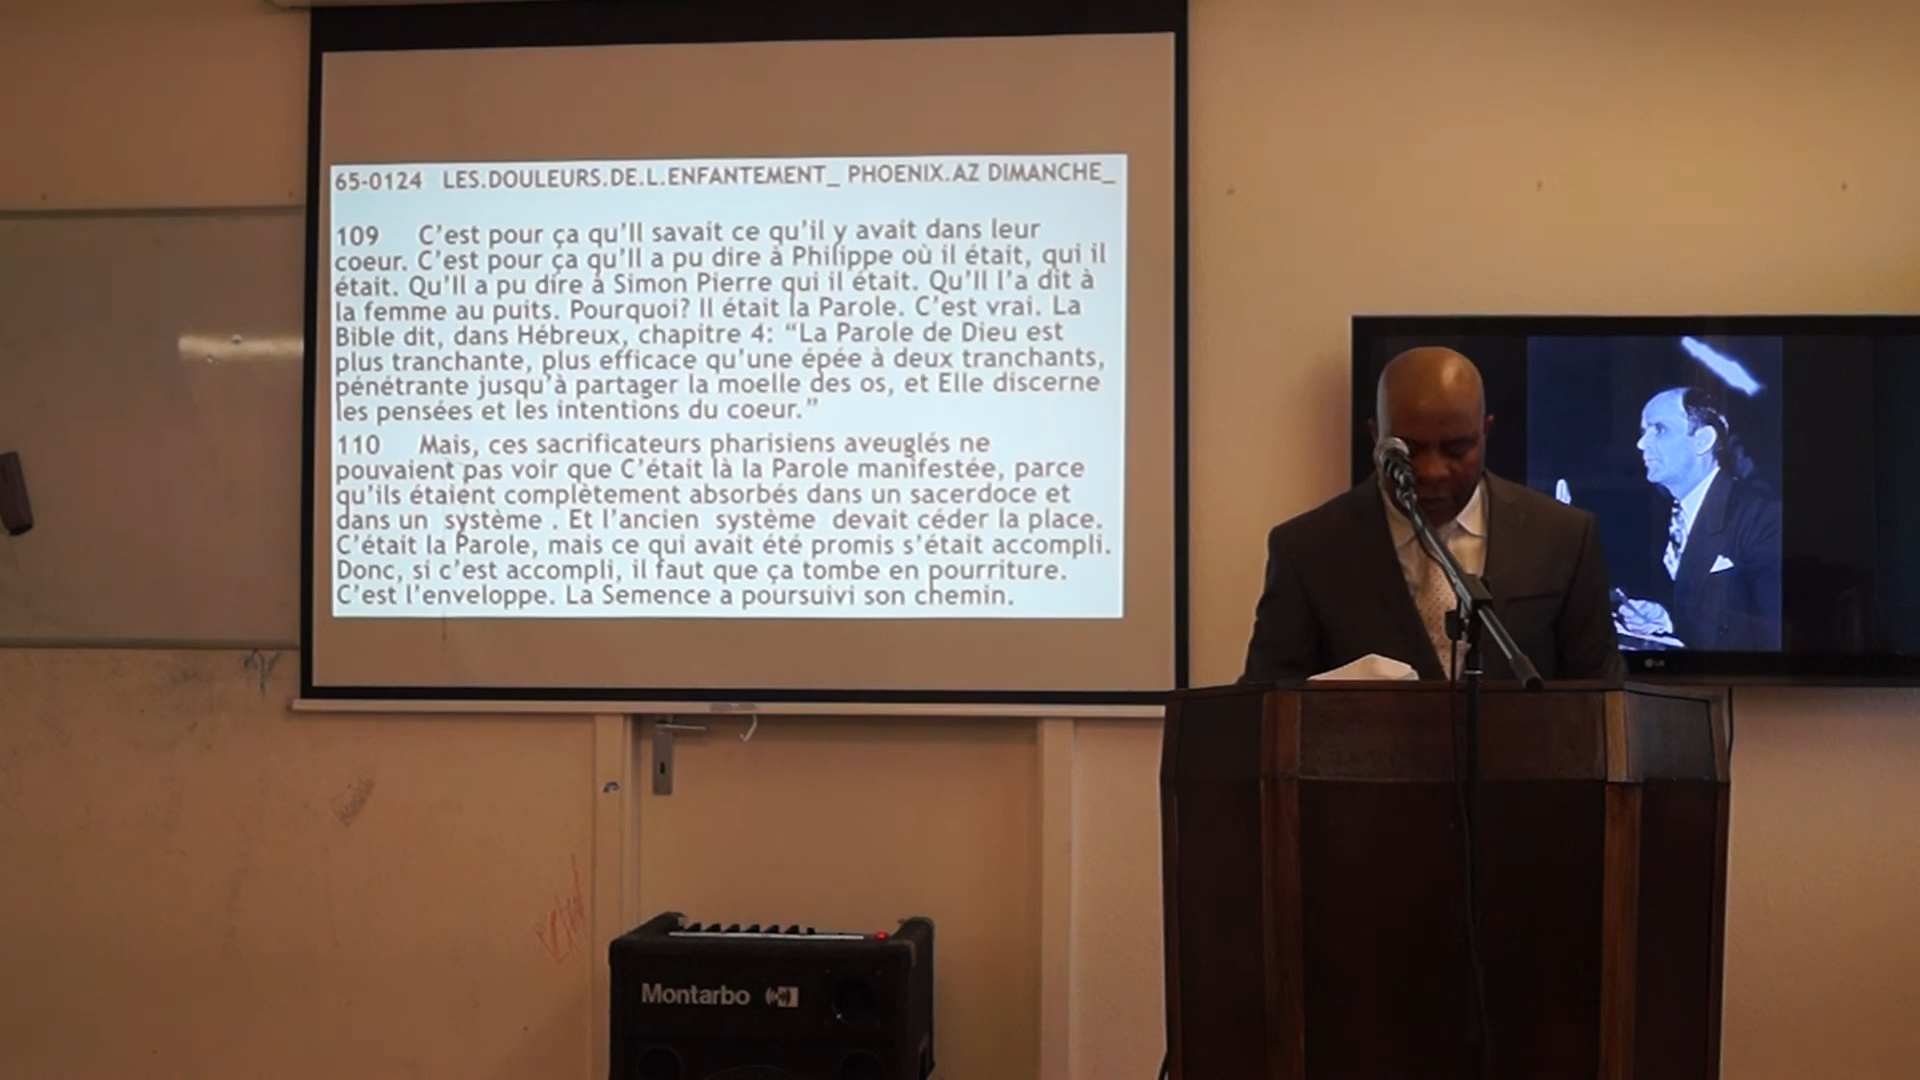 65-0124 LES.DOULEURS.DE.L.ENFANTEMENT_ PHOENIX.AZ DIMANCHE_
109 C'est pour ça qu'Il savait ce qu'il y avait dans leur
coeur. C'est pour ça qu'Il a pu dire à Philippe où il était, qui il
était. Qu'Il a pu dire à Simon Pierre qui il était. Qu'Il l'a dit à
la femme au puits. Pourquoi? Il était la Parole. C'est vrai. La
Bible dit, dans Hébreux, chapitre 4: “La Parole de Dieu est
plus tranchante, plus efficace qu'une épée à deux tranchants,
pénétrante jusqu'à partager la moelle des os, et Elle discerne
les pensées et les intentions du coeur.”
110 Mais, ces sacrificateurs pharisiens aveuglés ne
pouvaient pas voir que C'était là la Parole manifestée, parce
qu'ils étaient complètement absorbés dans un sacerdoce et
dans un système . Et l'ancien système devait céder la place.
C'était la Parole, mais ce qui avait été promis s'était accompli.
Donc, si c'est accompli, il faut que ça tombe en pourriture.
C'est l'enveloppe. La Semence a poursuivi son chemin.
LG
Montarbo